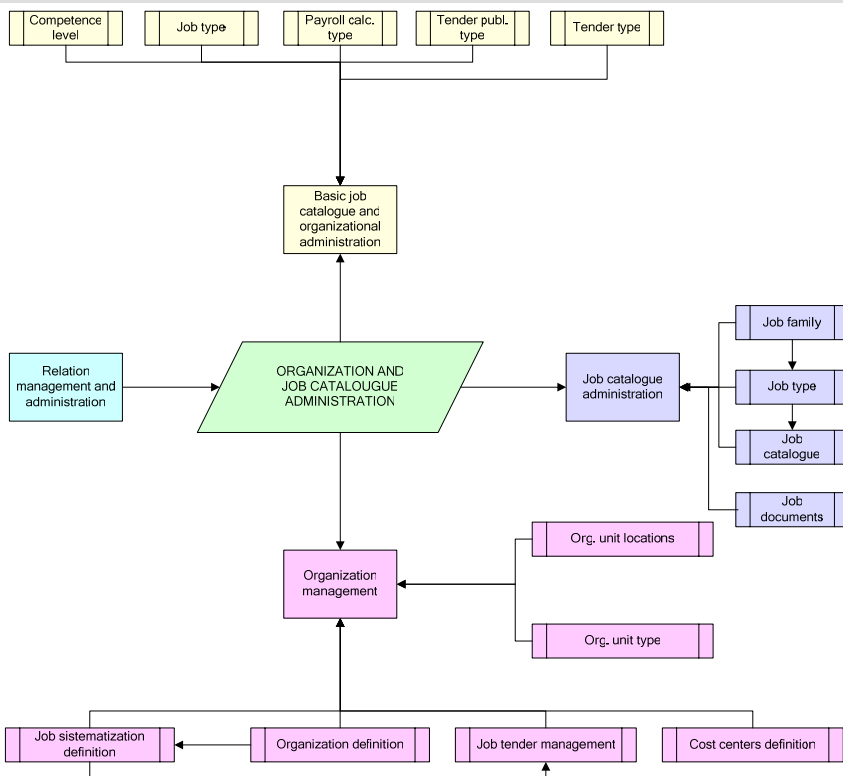 Competence
level
Job type
Payroll calc.
type
Tender publ.
type
Tender type
Basic job
catalogue and
organizational
administration
Relation
management and
administration
ORGANIZATION AND
JOB CATALOUGUE
ADMINISTRATION
Job catalogue
administration
Job family
Job type
Job
catalogue
Job
documents
Org. unit locations
Organization
management
Org. unit type
Job sistematization
definition
Organization definition
Job tender management
Cost centers definition